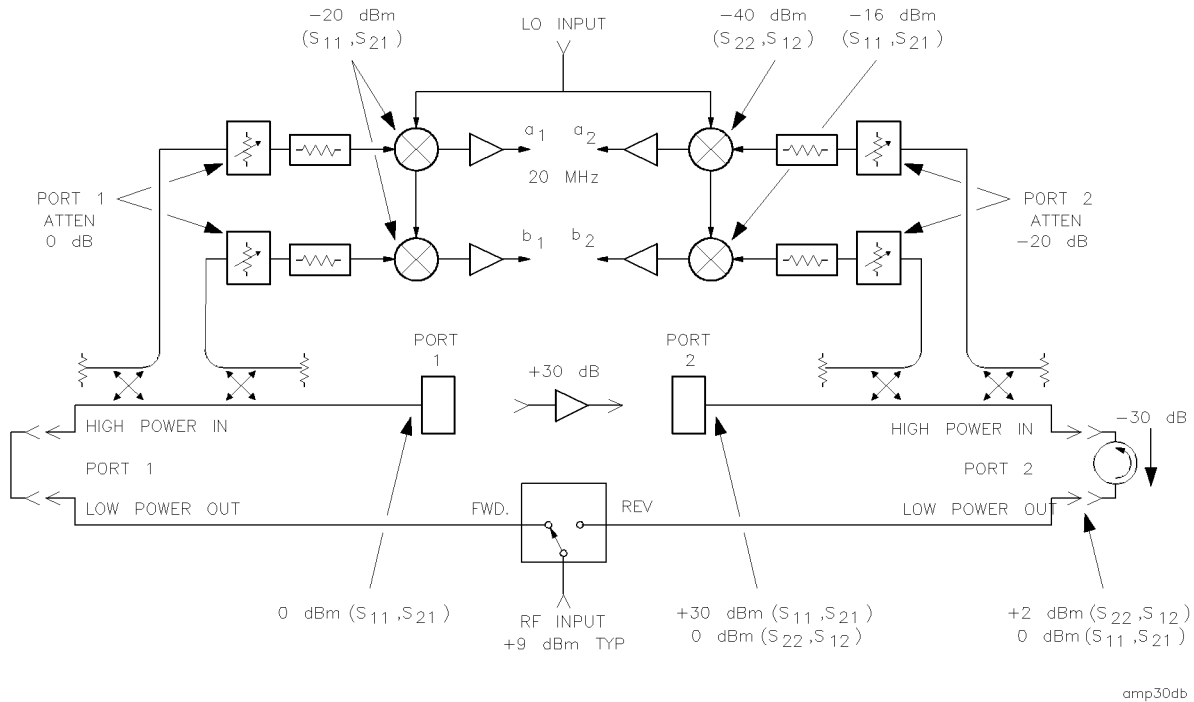 −20 dBm
(S11 ,S21 )
LO INPUT
−40 dBm
(S22 ,S12 )
−16 dBm
(S11 ,S21 )
a1
a2
20 MHz
PORT 1
ATTEN
0 dB
PORT 2
ATTEN
−20 dB
b1
b2
PORT
1
+30 dB
PORT
2
−30 dB
HIGH POWER IN
HIGH POWER IN
PORT 1
PORT 2
LOW POWER OUT
FWD.
REV
LOW POWER OUT
0 dBm (S11 ,S21 )
RF INPUT
+9 dBm TYP
+30 dBm (S11 ,S21 )
0 dBm (S22 ,S12 )
+2 dBm (S22 ,S12 )
0 dBm (S11 ,S21 )
amp30db